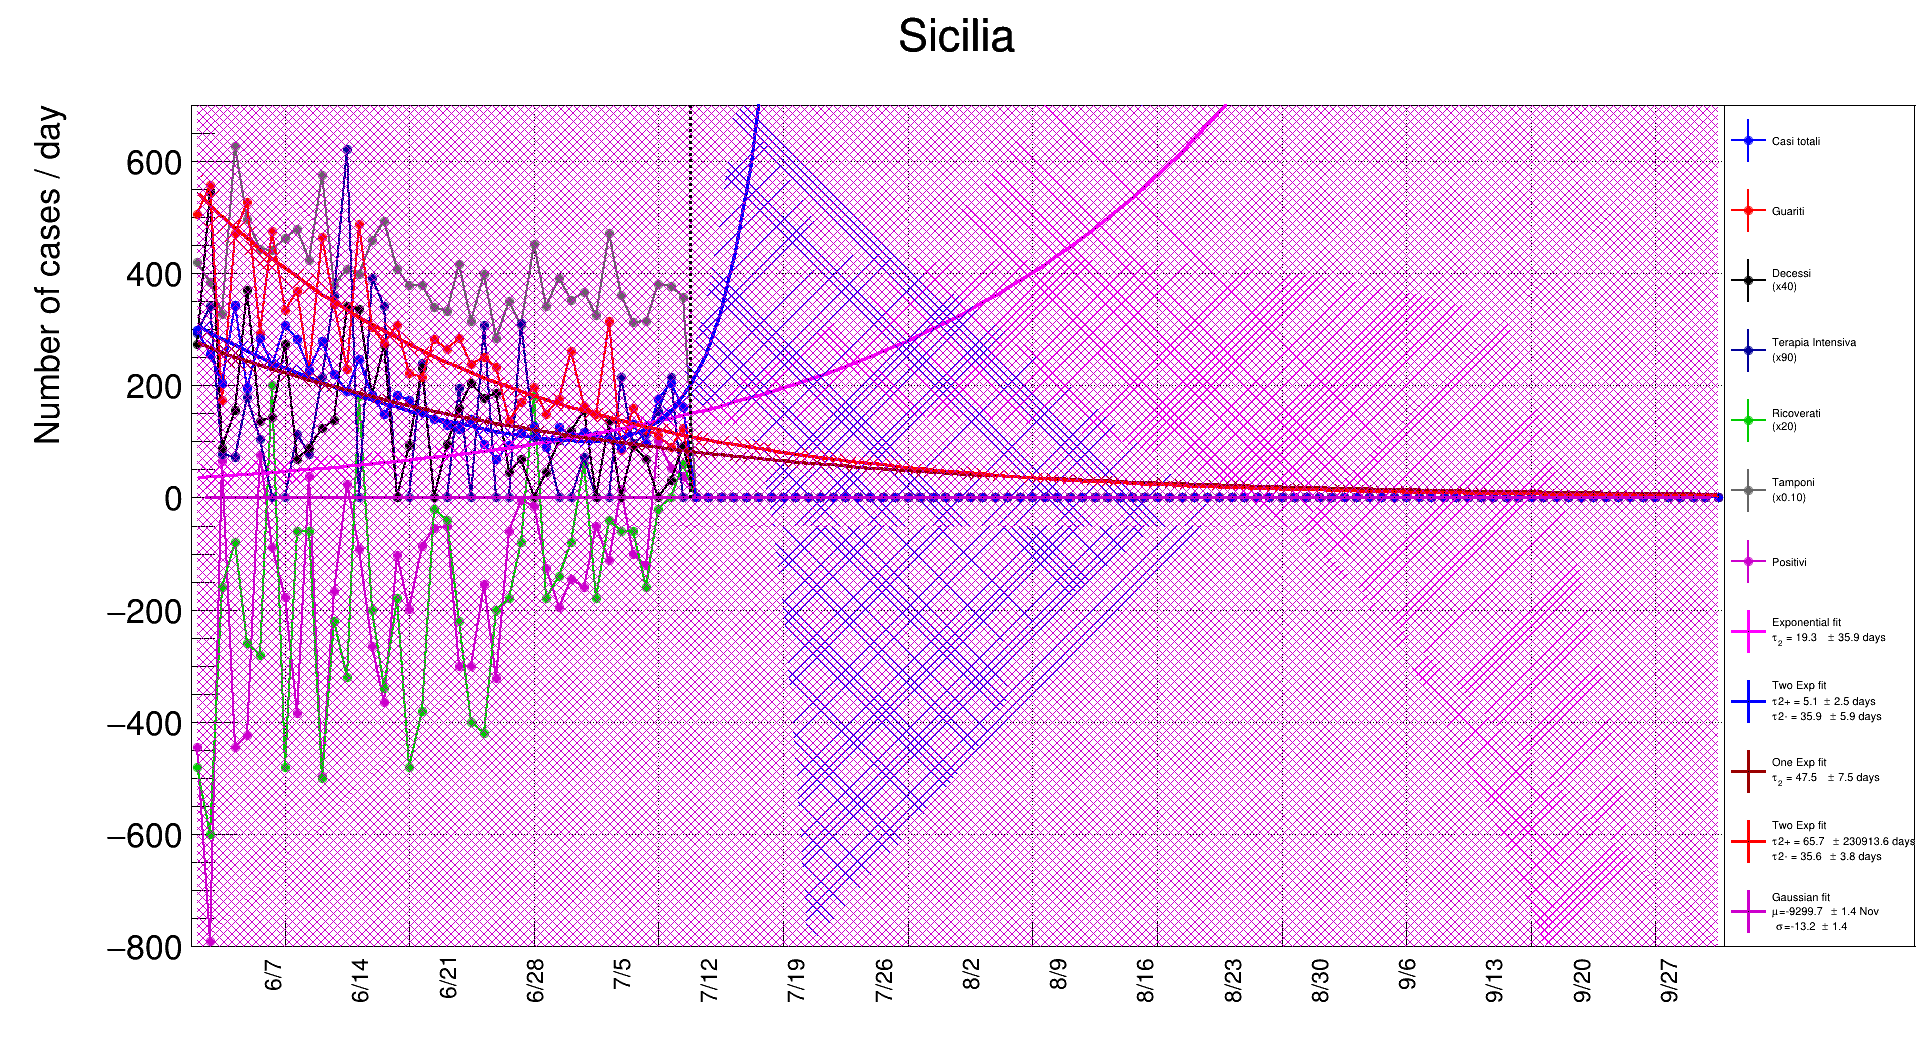 Sicilia
Number of cases / day
600
400
200
0
−200
−400
−600
−800
6/7
6/14
6/21
6/28
7/5
7/12
7/19
7/26
8/2
8/9
8/16
8/23
8/30
9/6
9/13
9/20
9/27
Casi totali
Guariti
Decessi
(x40)
Terapia Intensiva
(x90)
Ricoverati
(x20)
Tamponi
(x0.10)
Positivi
Exponential fit
τ2 = 19.3 ± 35.9 days
Two Exp fit
τ2+ = 5.1 ± 2.5 days
τ2- = 35.9 ± 5.9 days
One Exp fit
τ2 = 47.5 ± 7.5 days
Two Exp fit
τ2+ = 65.7 ± 230913.6 days
τ2- = 35.6 ± 3.8 days
Gaussian fit
μ=-9299.7 ± 1.4 Nov
σ=-13.2 ± 1.4